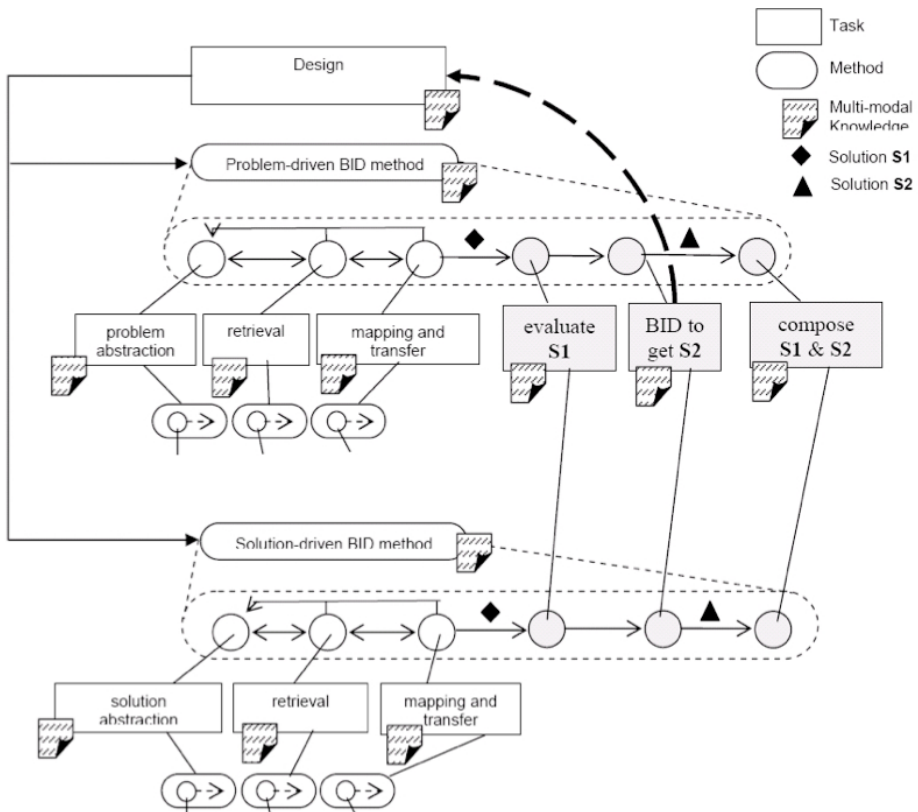 Task
Design
Method
Multi-modal
Knowledge
Problem-driven BID method
Solution S1
Solution S2
problem
abstraction
retrieval
mapping and
transfer
evaluate
S1
BID to
get S2
compose
S1 & S2
Solution-driven BID method
solution
abstraction
retrieval
mapping and
transfer